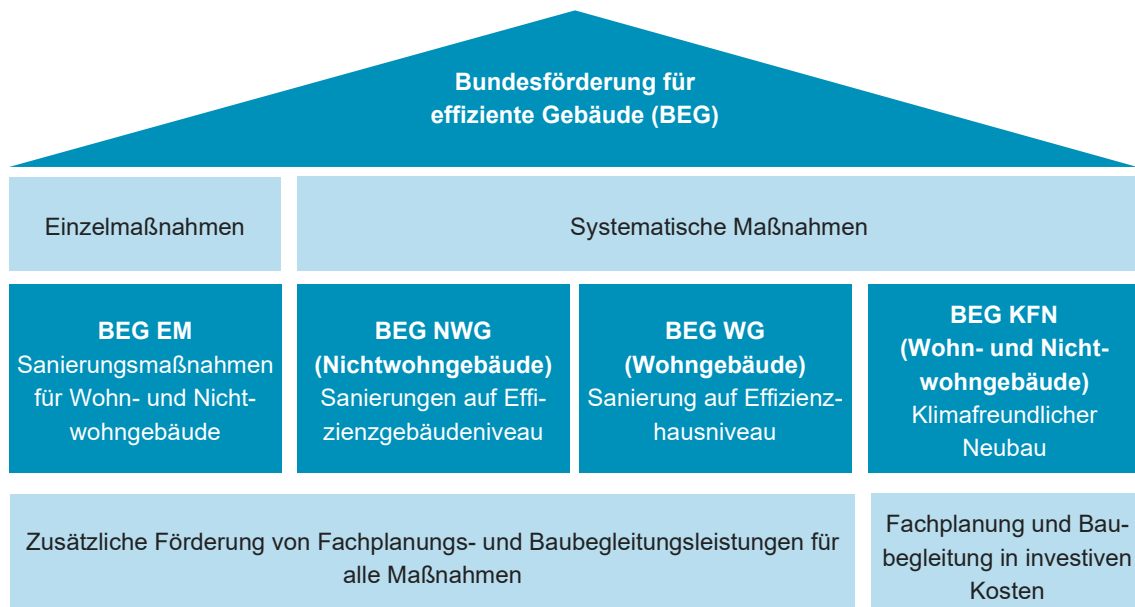 Bundesförderung für
effiziente Gebäude (BEG)
Einzelmaßnahmen
Systematische Maßnahmen
BEG EM
Sanierungsmaßnahmen
für Wohn- und Nicht-
wohngebäude
BEG NWG
(Nichtwohngebäude)
Sanierungen auf Effi-
zienzgebäudeniveau
BEG WG
(Wohngebäude)
Sanierung auf Effizienz-
hausniveau
BEG KFN
(Wohn- und Nicht-
wohngebäude)
Klimafreundlicher
Neubau
Zusätzliche Förderung von Fachplanungs- und Baubegleitungsleistungen für
alle Maßnahmen
Fachplanung und Bau-
begleitung in investiven
Kosten